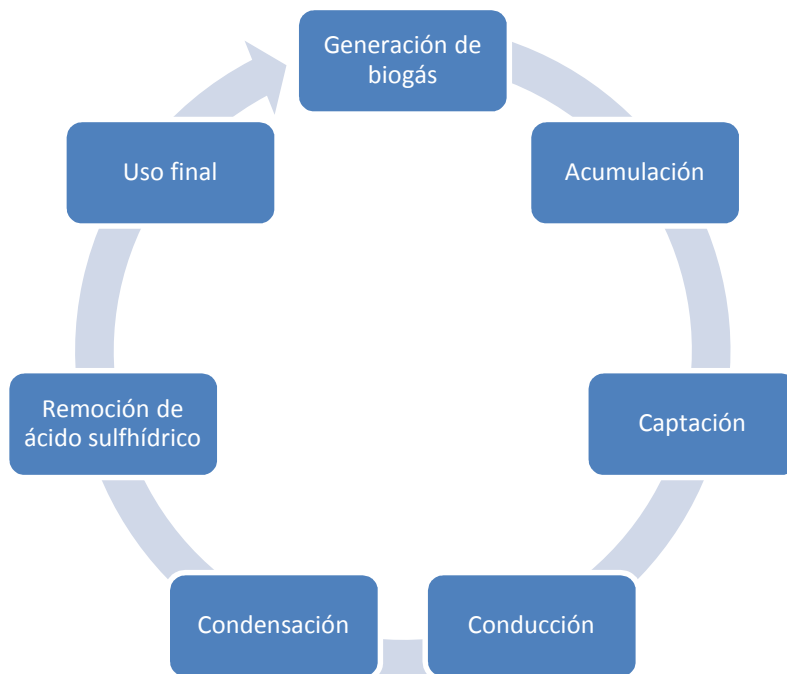 Generación de
biogás
Acumulación
Captación
Conducción
Condensación
Remoción de
ácido sulfhídrico
Uso final